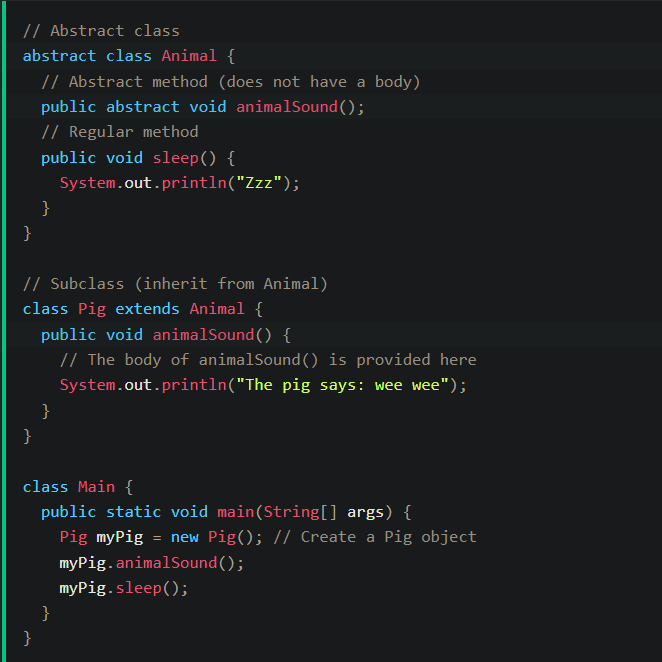 // Abstract class
abstract class Animal {
  // Abstract method (does not have a body)
  public abstract void animalSound();
  // Regular method
  public void sleep() {
    System.out.println("Zzz");
  }
}

// Subclass (inherit from Animal)
class Pig extends Animal {
  public void animalSound() {
    // The body of animalSound() is provided here
    System.out.println("The pig says: wee wee");
  }
}

class Main {
  public static void main(String[] args) {
    Pig myPig = new Pig(); // Create a Pig object
    myPig.animalSound();
    myPig.sleep();
  }
}